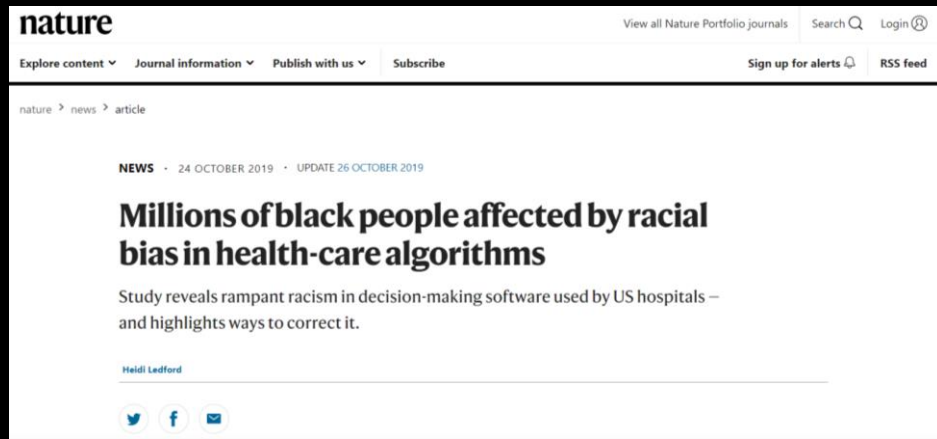 nature
View all Nature Portfolio journals Search Login
Explore content Journal information Publish with us Subscribe Sign up for alerts RSS feed
nature > news > article
NEWS · 24 OCTOBER 2019 · UPDATE 26 OCTOBER 2019
Millions of black people affected by racial
bias in health-care algorithms
Study reveals rampant racism in decision-making software used by US hospitals —
and highlights ways to correct it.
Heidi Ledford